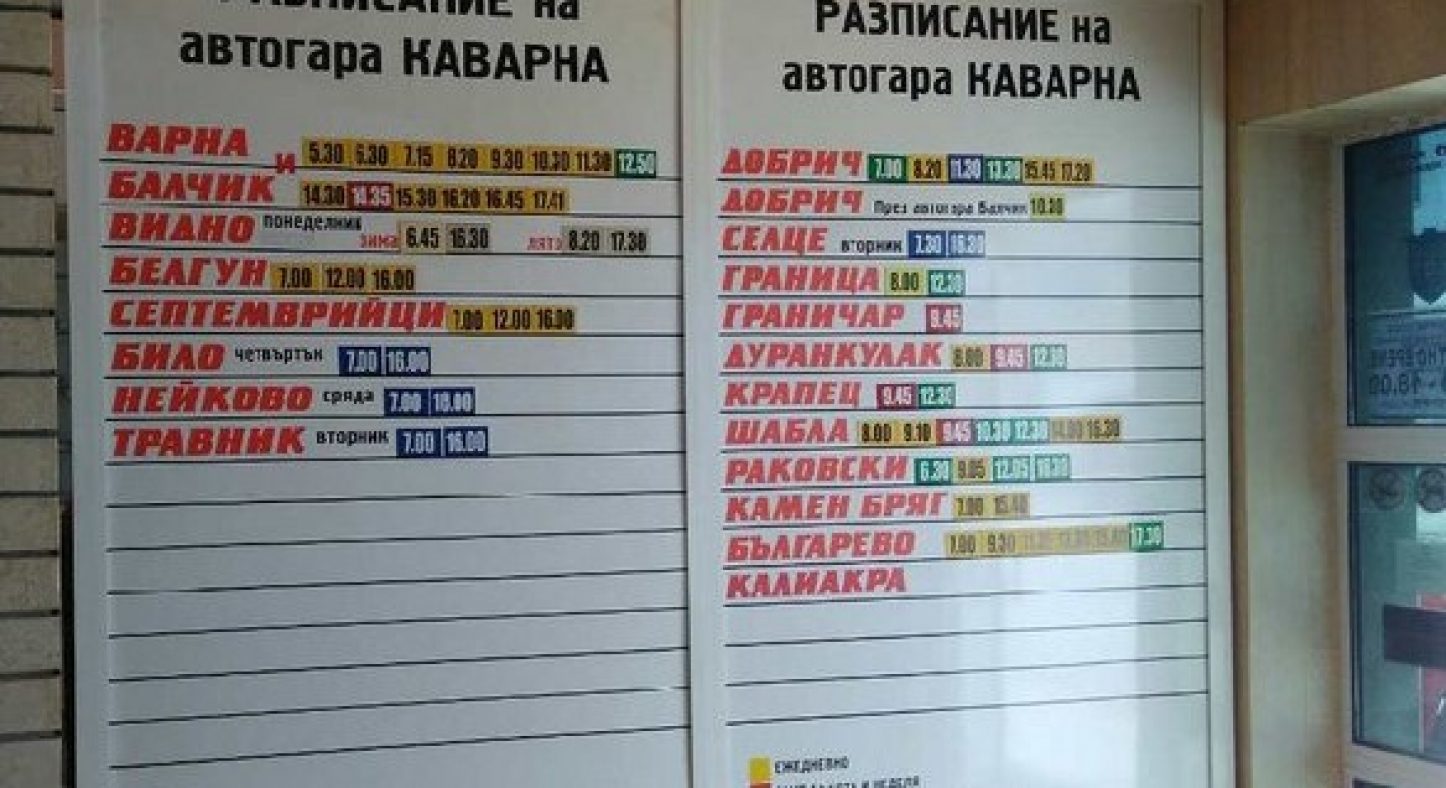 РАЗПИСАНИЕ на
автогара КАВАРНА
ВАРНА и 5.30 6.30 7.15 8.20 9.30 10.30 11.30 12.50
БАЛЧИК 14.30 14.35 15.30 16.20 16.45 17.41
ВИДНО понеделник зима 6.45 16.30 лято 8.20 17.30
БЕЛГУН 7.00 12.00 16.00
СЕПТЕМВРИЙЦИ 7.00 12.00 16.00
БИЛО четвъртък 7.00 16.00
НЕЙКОВО сряда 7.00 16.00
ТРАВНИК вторник 7.00 16.00
РАЗПИСАНИЕ на
автогара КАВАРНА
ДОБРИЧ 7.00 8.20 11.30 13.30 15.45 17.20
ДОБРИЧ През автогара Балчик 10.30
СЕЛЦЕ вторник 7.30 16.30
ГРАНИЦА 8.00 12.30
ГРАНИЧАР 9.45
ДУРАНКУЛАК 8.00 9.45 12.30
КРАПЕЦ 9.45 12.30
ШАБЛА 8.00 9.10 9.45 10.30 12.30 14.00 16.30
РАКОВСКИ 6.30 9.05 12.05 16.30
КАМЕН БРЯГ 7.00 15.40
БЪЛГАРЕВО 7.00 9.30 17.30
КАЛИАКРА
ЕЖЕДНЕВНО
И НЕДЕЛЯ